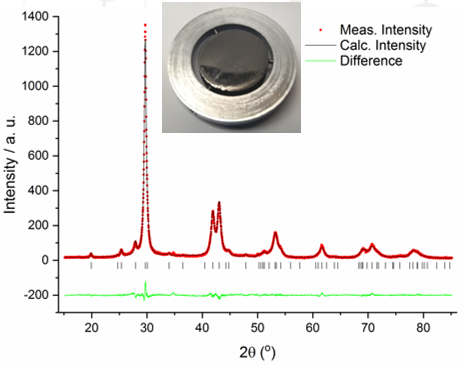 1400
1200
1000
800
600
400
200
0
-200
Intensity / a. u.
Meas. Intensity
Calc. Intensity
Difference
20 30 40 50 60 70 80
2θ (°)